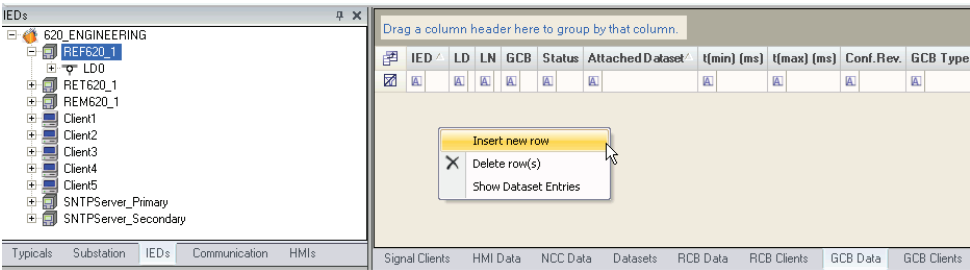 IEDs
620_ENGINEERING
REF620_1
LD0
RET620_1
REM620_1
Client1
Client2
Client3
Client4
Client5
SNTPServer_Primary
SNTPServer_Secondary
Typicals Substation IEDs Communication HMIs
Drag a column header here to group by that column.
IED LD LN GCB Status Attached Dataset t(min) (ms) t(max) (ms) Conf.Rev. GCB Type
A A A A A A A A A A
Insert new row
Delete row(s)
Show Dataset Entries
Signal Clients HMI Data NCC Data Datasets RCB Data RCB Clients GCB Data GCB Clients